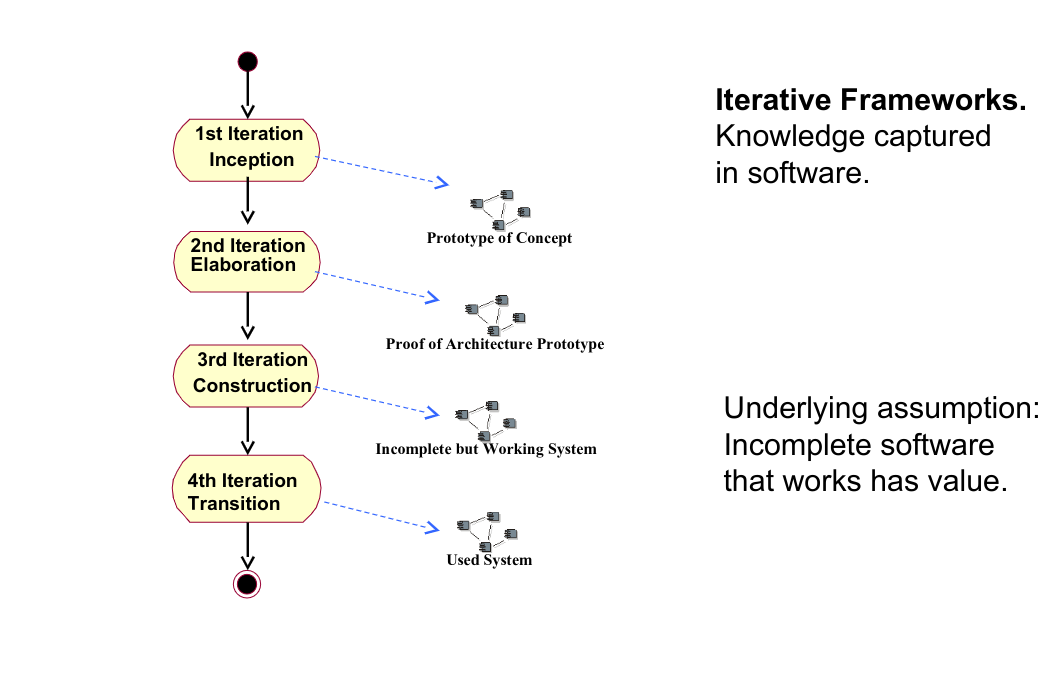 1st Iteration
Inception
Prototype of Concept
2nd Iteration
Elaboration
Proof of Architecture Prototype
3rd Iteration
Construction
Incomplete but Working System
4th Iteration
Transition
Used System
Iterative Frameworks.
Knowledge captured
in software.
Underlying assumption:
Incomplete software
that works has value.